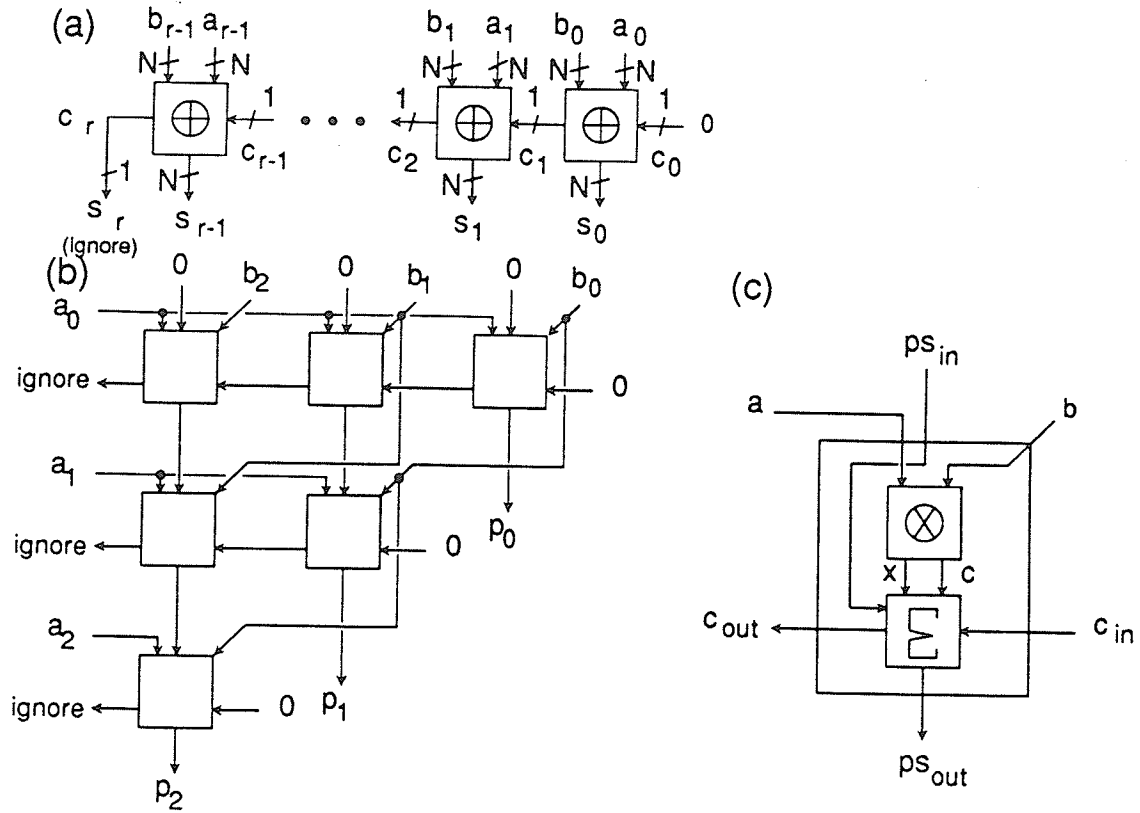 (a)
b r-1 a r-1 b 1 a 1 b 0 a 0
N N N N N N
c r 1 1 1 1 0
c r-1 c 2 c 1 c 0
1 N N N
s r s r-1 s 1 s 0
(ignore)
(b)
0 b 2 0 b 1 0 b 0
a 0
ignore 0
a 1
p 0
ignore 0
a 2
ignore 0 p 1
p 2
(c)
ps in
a b
x c
c out Σ c in
ps out